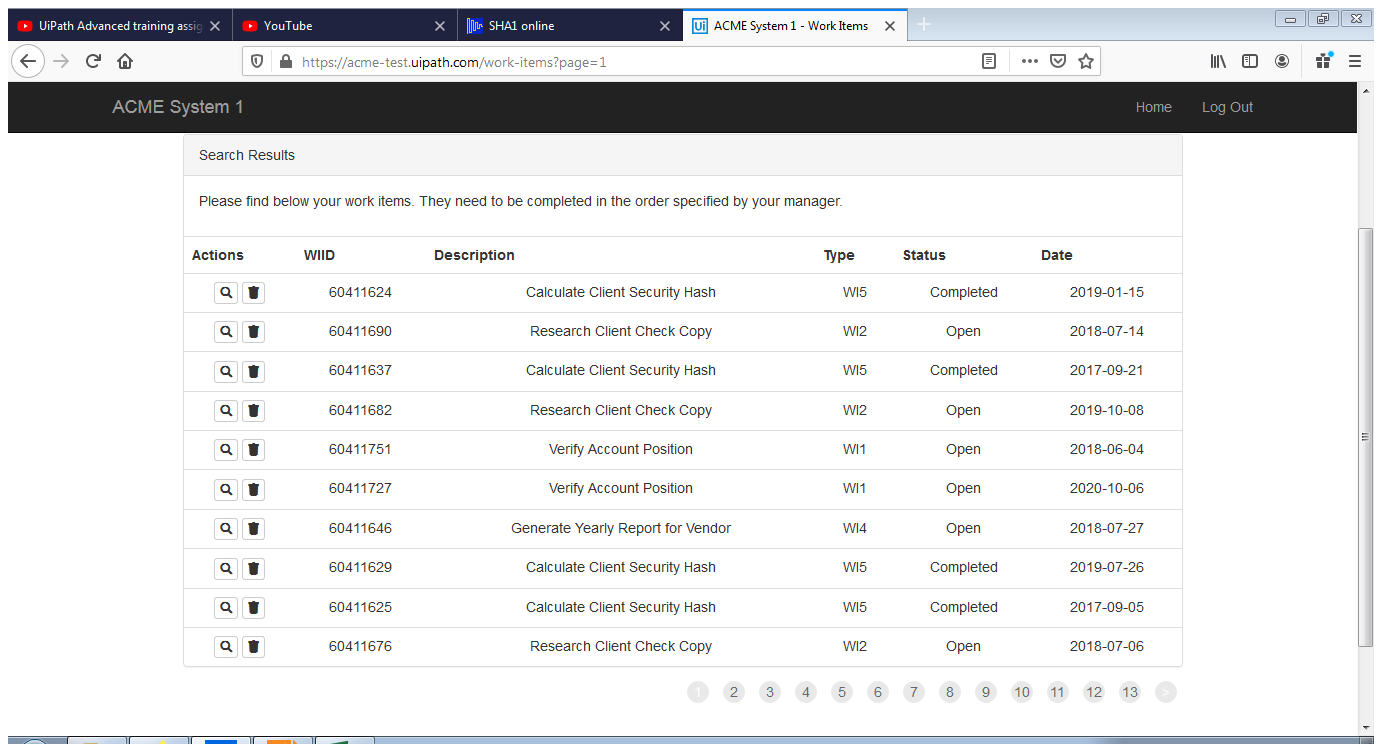 UiPath Advanced training assig
YouTube
SHA1 online
Ui ACME System 1 - Work Items
https://acme-test.uipath.com/work-items?page=1
ACME System 1 Home Log Out
Search Results
Please find below your work items. They need to be completed in the order specified by your manager.
Actions WIID Description Type Status Date
60411624 Calculate Client Security Hash WI5 Completed 2019-01-15
60411690 Research Client Check Copy WI2 Open 2018-07-14
60411637 Calculate Client Security Hash WI5 Completed 2017-09-21
60411682 Research Client Check Copy WI2 Open 2019-10-08
60411751 Verify Account Position WI1 Open 2018-06-04
60411727 Verify Account Position WI1 Open 2020-10-06
60411646 Generate Yearly Report for Vendor WI4 Open 2018-07-27
60411629 Calculate Client Security Hash WI5 Completed 2019-07-26
60411625 Calculate Client Security Hash WI5 Completed 2017-09-05
60411676 Research Client Check Copy WI2 Open 2018-07-06
1 2 3 4 5 6 7 8 9 10 11 12 13 >